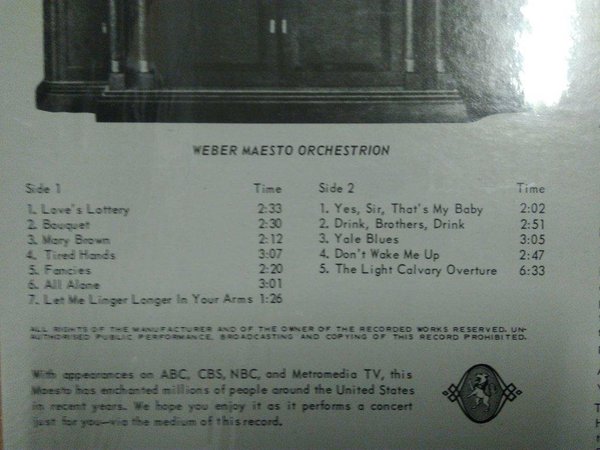 WEBER MAESTO ORCHESTRION
Side 1 Time
1. Love's Lottery 2:33
2. Bouquet 2:30
3. Mary Brown 2:12
4. Tired Hands 3:07
5. Fancies 2:20
6. All Alone 3:01
7. Let Me Linger Longer In Your Arms 1:26
Side 2 Time
1. Yes, Sir, That's My Baby 2:02
2. Drink, Brothers, Drink 2:51
3. Yale Blues 3:05
4. Don't Wake Me Up 2:47
5. The Light Calvary Overture 6:33
ALL RIGHTS OF THE MANUFACTURER AND OF THE OWNER OF THE RECORDED WORKS RESERVED. UN-
AUTHORISED PUBLIC PERFORMANCE, BROADCASTING AND COPYING OF THIS RECORD PROHIBITED.
With appearances on ABC, CBS, NBC, and Metromedia TV, this
Maesto has enchanted millions of people around the United States
in recent years. We hope you enjoy it as it performs a concert
just for you—via the medium of this record.